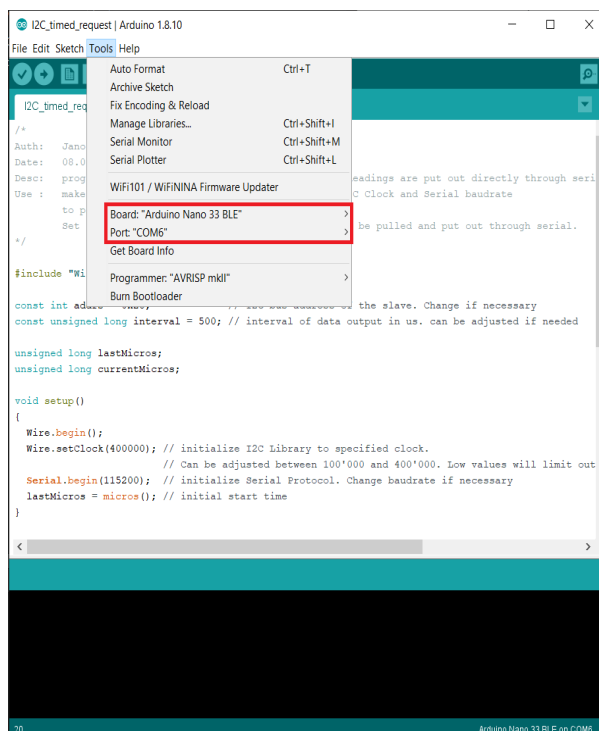 I2C_timed_request | Arduino 1.8.10
File Edit Sketch Tools Help
I2C_timed_req
Auto Format Ctrl+T
Archive Sketch
Fix Encoding & Reload
Manage Libraries... Ctrl+Shift+I
Serial Monitor Ctrl+Shift+M
Serial Plotter Ctrl+Shift+L
WiFi101 / WiFiNINA Firmware Updater
Board: "Arduino Nano 33 BLE"
Port: "COM6"
Get Board Info
Programmer: "AVRISP mkII"
Burn Bootloader
/*
Auth: Jano
Date: 08.0
Desc: prog eadings are put out directly through seri
Use : make C Clock and Serial baudrate
to p
Set be pulled and put out through serial.
*/
#include "Wi
const int the slave. Change if necessary
const unsigned long interval = 500; // interval of data output in us. can be adjusted if needed
unsigned long lastMicros;
unsigned long currentMicros;
void setup()
{
Wire.begin();
Wire.setClock(400000); // initialize I2C Library to specified clock.
// Can be adjusted between 100'000 and 400'000. Low values will limit out
Serial.begin(115200); // initialize Serial Protocol. Change baudrate if necessary
lastMicros = micros(); // initial start time
}
20 Arduino Nano 33 BLE on COM6